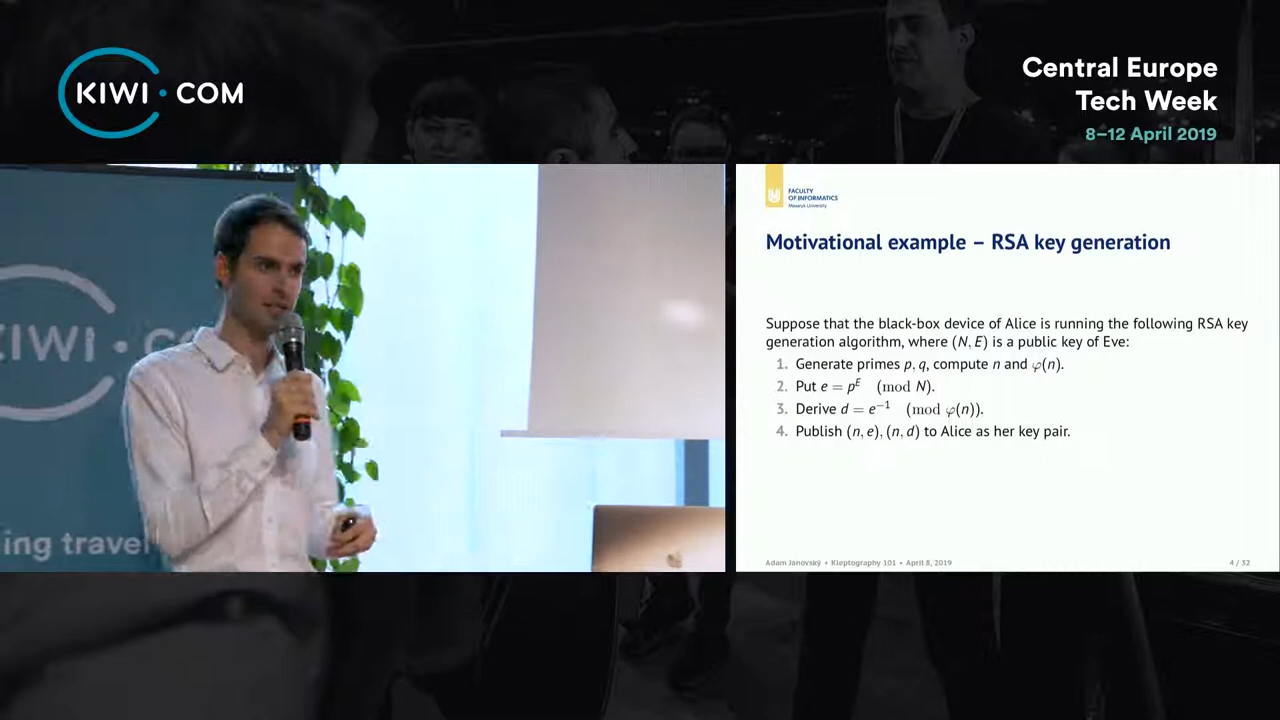 KIWI·COM
Central Europe
Tech Week
8–12 April 2019
KIWI·C
ing travel
FACULTY
OF INFORMATICS
Masaryk University
Motivational example – RSA key generation
Suppose that the black-box device of Alice is running the following RSA key
generation algorithm, where (N, E) is a public key of Eve:
1. Generate primes p, q, compute n and φ(n).
2. Put e = p^E (mod N).
3. Derive d = e^−1 (mod φ(n)).
4. Publish (n, e), (n, d) to Alice as her key pair.
Adam Janovský • Kleptography 101 • April 8, 2019
4 / 32